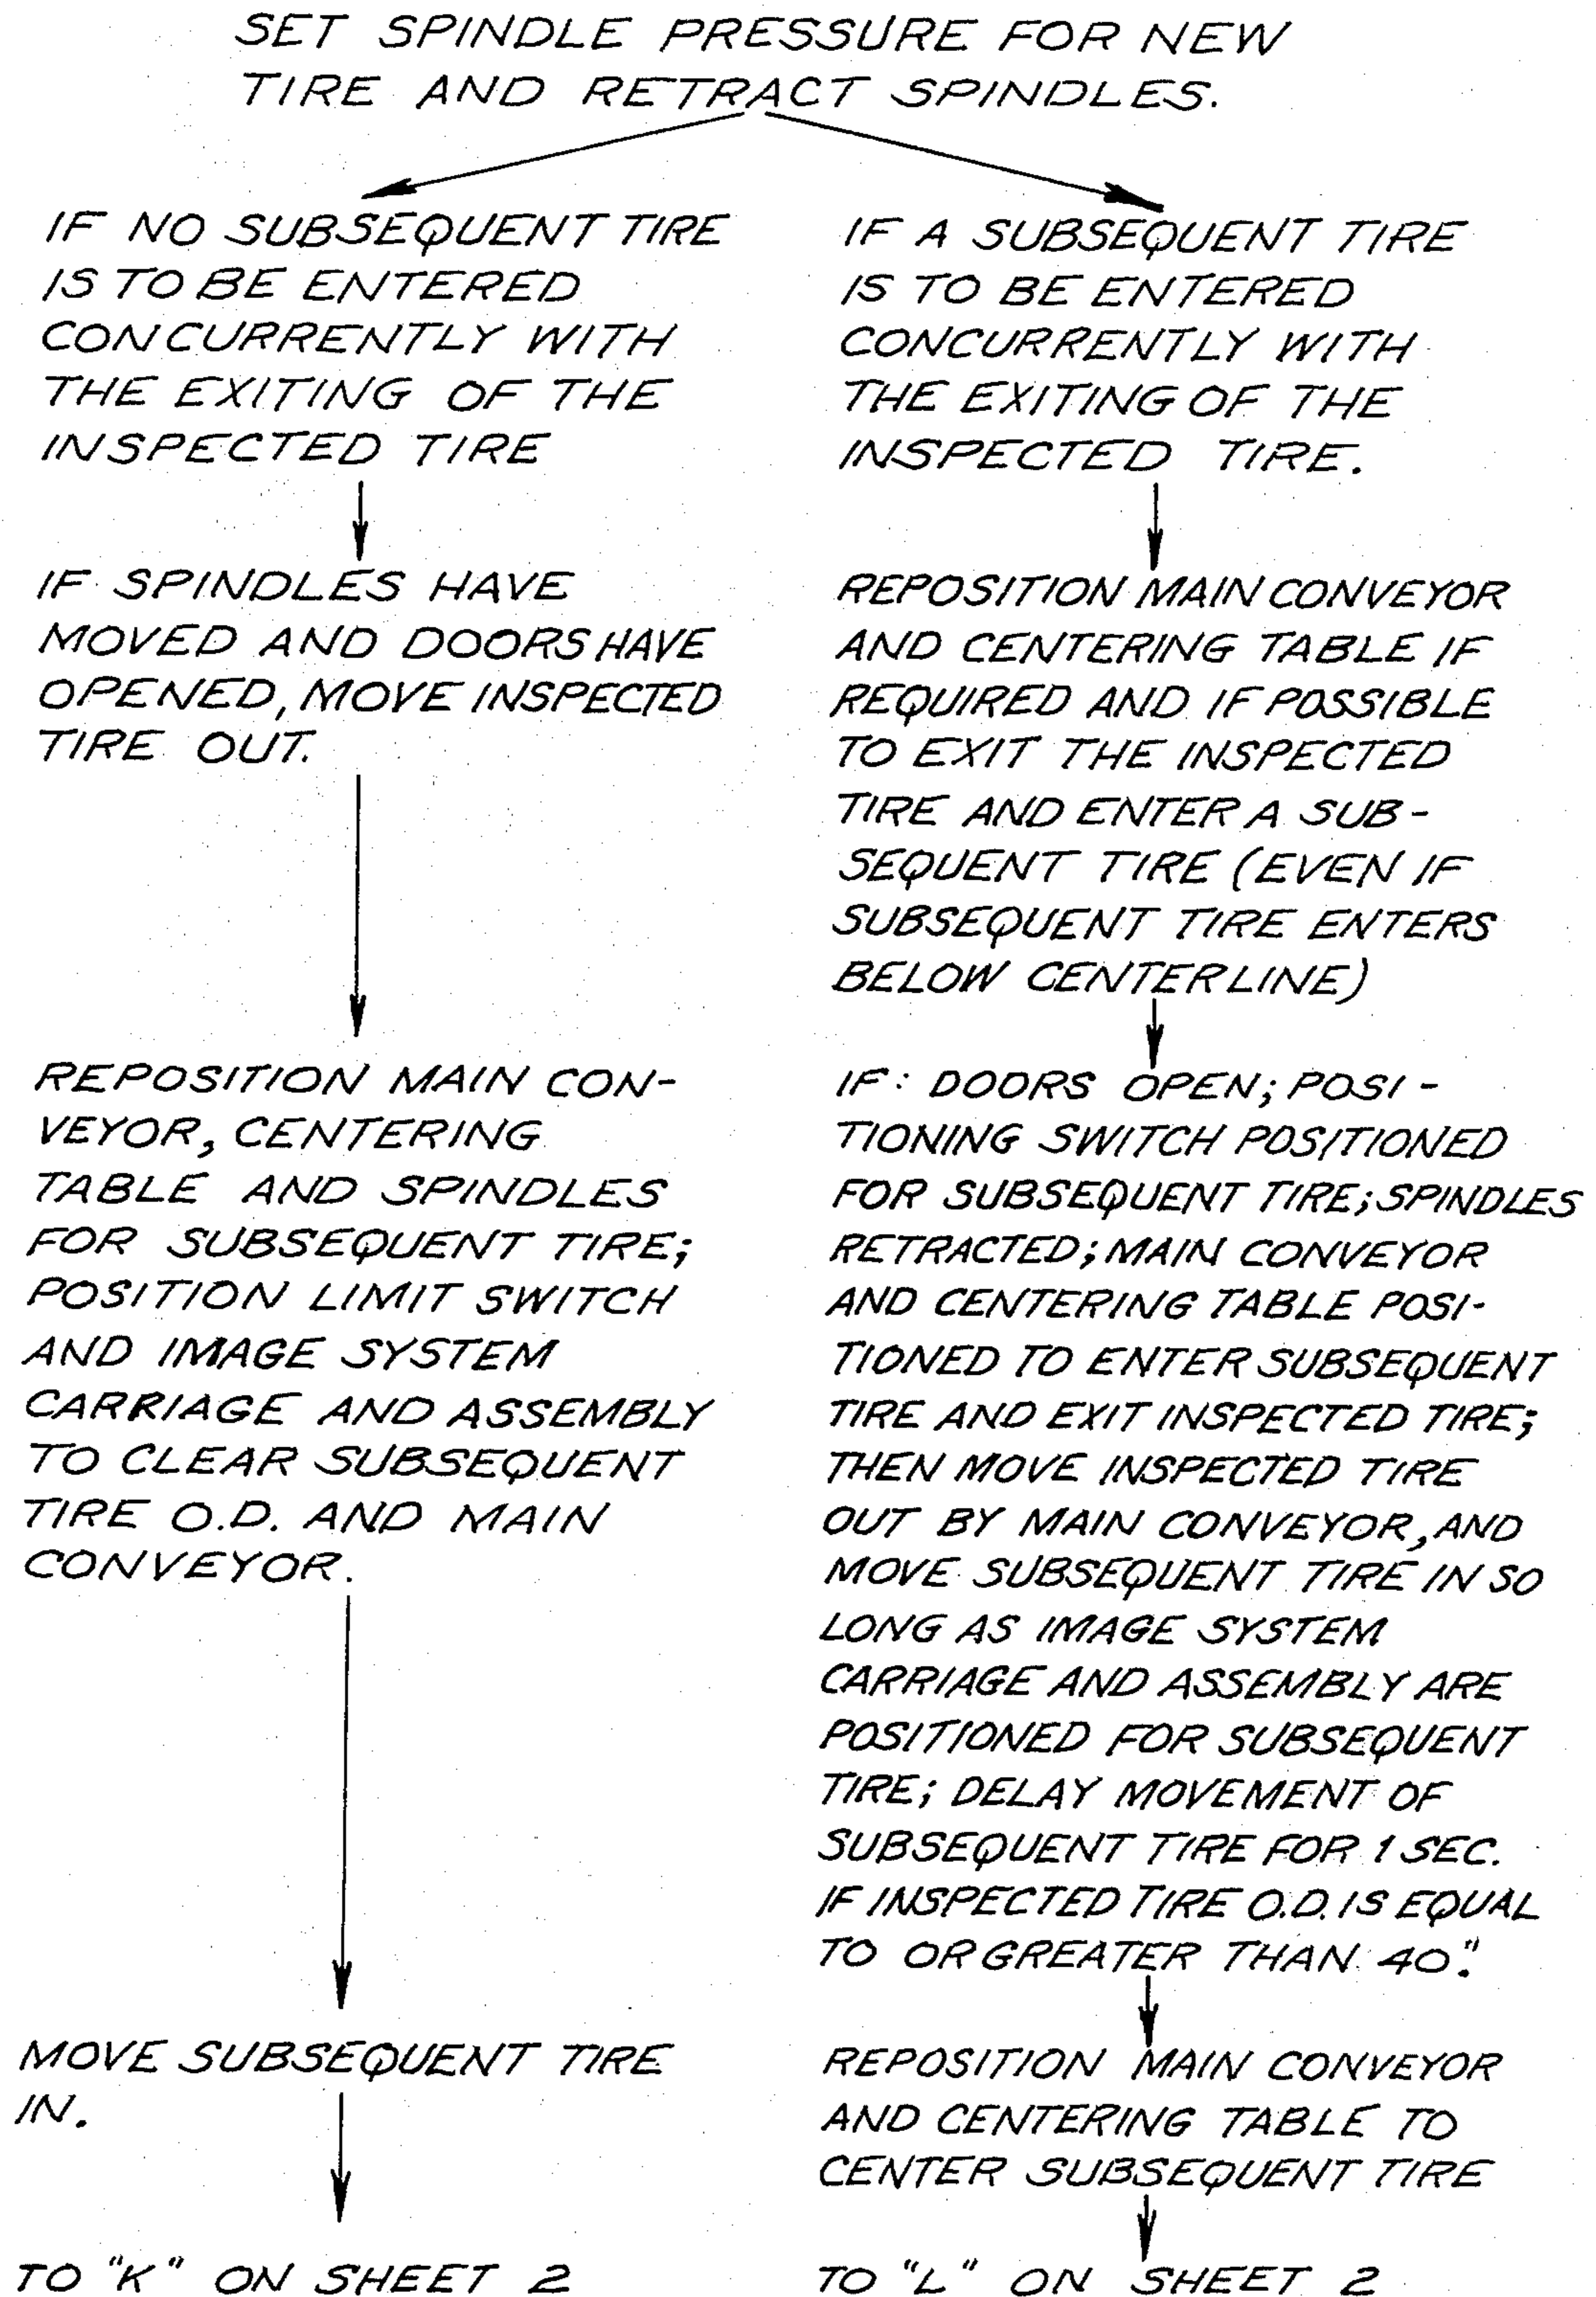 SET SPINDLE PRESSURE FOR NEW
TIRE AND RETRACT SPINDLES.
IF NO SUBSEQUENT TIRE
IS TO BE ENTERED
CONCURRENTLY WITH
THE EXITING OF THE
INSPECTED TIRE
IF SPINDLES HAVE
MOVED AND DOORS HAVE
OPENED, MOVE INSPECTED
TIRE OUT.
REPOSITION MAIN CON-
VEYOR, CENTERING
TABLE AND SPINDLES
FOR SUBSEQUENT TIRE;
POSITION LIMIT SWITCH
AND IMAGE SYSTEM
CARRIAGE AND ASSEMBLY
TO CLEAR SUBSEQUENT
TIRE O.D. AND MAIN
CONVEYOR.
MOVE SUBSEQUENT TIRE
IN.
TO "K" ON SHEET 2
IF A SUBSEQUENT TIRE
IS TO BE ENTERED
CONCURRENTLY WITH
THE EXITING OF THE
INSPECTED TIRE.
REPOSITION MAIN CONVEYOR
AND CENTERING TABLE IF
REQUIRED AND IF POSSIBLE
TO EXIT THE INSPECTED
TIRE AND ENTER A SUB-
SEQUENT TIRE (EVEN IF
SUBSEQUENT TIRE ENTERS
BELOW CENTERLINE)
IF: DOORS OPEN; POSI-
TIONING SWITCH POSITIONED
FOR SUBSEQUENT TIRE; SPINDLES
RETRACTED; MAIN CONVEYOR
AND CENTERING TABLE POSI-
TIONED TO ENTER SUBSEQUENT
TIRE AND EXIT INSPECTED TIRE;
THEN MOVE INSPECTED TIRE
OUT BY MAIN CONVEYOR, AND
MOVE SUBSEQUENT TIRE IN SO
LONG AS IMAGE SYSTEM
CARRIAGE AND ASSEMBLY ARE
POSITIONED FOR SUBSEQUENT
TIRE; DELAY MOVEMENT OF
SUBSEQUENT TIRE FOR 1 SEC.
IF INSPECTED TIRE O.D. IS EQUAL
TO OR GREATER THAN 40".
REPOSITION MAIN CONVEYOR
AND CENTERING TABLE TO
CENTER SUBSEQUENT TIRE
TO "L" ON SHEET 2